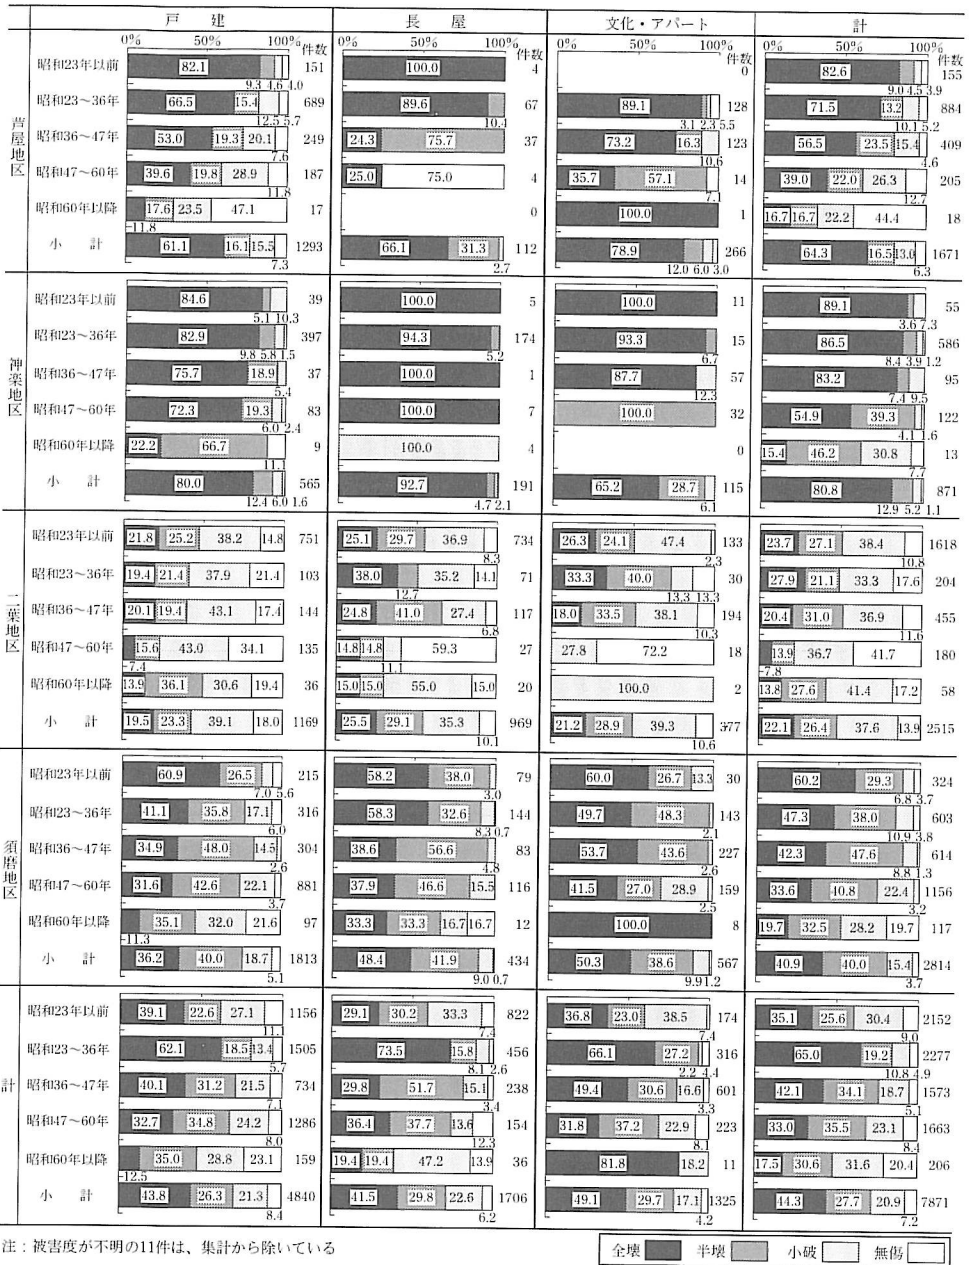 戸　建　長　屋　文化・アパート　計
0%　50%　100%　件数　0%　50%　100%　件数　0%　50%　100%　件数　0%　50%　100%　件数
芦屋地区
昭和23年以前　82.1　151　100.0　4　0　82.6　155
9.3　4.6　4.0　9.0　4.5　3.9
昭和23～36年　66.5　15.4　689　89.6　67　89.1　128　71.5　13.2　884
12.5　5.7　10.4　3.1　2.3　5.5　10.1　5.2
昭和36～47年　53.0　19.3　20.1　249　24.3　75.7　37　73.2　16.3　123　56.5　23.5　15.4　409
7.6　10.6　4.6
昭和47～60年　39.6　19.8　28.9　187　25.0　75.0　4　35.7　57.1　14　39.0　22.0　26.3　205
11.8　7.1　12.7
昭和60年以降　17.6　23.5　47.1　17　0　100.0　1　16.7　16.7　22.2　44.4　18
11.8
小　計　61.1　16.1　15.5　1293　66.1　31.3　112　78.9　266　64.3　16.5　13.0　1671
7.3　2.7　12.0　6.0　3.0　6.3
神楽地区
昭和23年以前　84.6　39　100.0　5　100.0　11　89.1　55
5.1　10.3　3.6　7.3
昭和23～36年　82.9　397　94.3　174　93.3　15　86.5　586
9.8　5.8　1.5　5.2　6.7　8.4　3.9　1.2
昭和36～47年　75.7　18.9　37　100.0　1　87.7　57　83.2　95
5.4　12.3　7.4　9.5
昭和47～60年　72.3　19.3　83　100.0　7　100.0　32　54.9　39.3　122
6.0　2.4　4.1　1.6
昭和60年以降　22.2　66.7　9　100.0　4　0　15.4　46.2　30.8　13
11.1　7.7
小　計　80.0　565　92.7　191　65.2　28.7　115　80.8　871
12.4　6.0　1.6　4.7　2.1　6.1　12.9　5.2　1.1
二葉地区
昭和23年以前　21.8　25.2　38.2　14.8　751　25.1　29.7　36.9　734　26.3　24.1　47.4　133　23.7　27.1　38.4　1618
8.3　2.3　10.8
昭和23～36年　19.4　21.4　37.9　21.4　103　38.0　35.2　14.1　71　33.3　40.0　30　27.9　21.1　33.3　17.6　204
12.7　13.3　13.3
昭和36～47年　20.1　19.4　43.1　17.4　144　24.8　41.0　27.4　117　18.0　33.5　38.1　194　20.4　31.0　36.9　455
6.8　10.3　11.6
昭和47～60年　15.6　43.0　34.1　135　14.8　14.8　59.3　27　27.8　72.2　18　13.9　36.7　41.7　180
7.4　11.1　7.8
昭和60年以降　13.9　36.1　30.6　19.4　36　15.0　15.0　55.0　15.0　20　100.0　2　13.8　27.6　41.4　17.2　58
小　計　19.5　23.3　39.1　18.0　1169　25.5　29.1　35.3　969　21.2　28.9　39.3　377　22.1　26.4　37.6　13.9　2515
10.1　10.6
須磨地区
昭和23年以前　60.9　26.5　215　58.2　38.0　79　60.0　26.7　13.3　30　60.2　29.3　324
7.0　5.6　3.0　6.8　3.7
昭和23～36年　41.1　35.8　17.1　316　58.3　32.6　144　49.7　48.3　143　47.3　38.0　603
6.0　8.3　0.7　2.1　10.9　3.8
昭和36～47年　34.9　48.0　14.5　304　38.6　56.6　83　53.7　43.6　227　42.3　47.6　614
2.6　4.8　2.6　8.8　1.3
昭和47～60年　31.6　42.6　22.1　881　37.9　46.6　15.5　116　41.5　27.0　28.9　159　33.6　40.8　22.4　1156
3.7　2.5　3.2
昭和60年以降　35.1　32.0　21.6　97　33.3　33.3　16.7　16.7　12　100.0　8　19.7　32.5　28.2　19.7　117
11.3
小　計　36.2　40.0　18.7　1813　48.4　41.9　434　50.3　38.6　567　40.9　40.0　15.4　2814
5.1　9.0　0.7　9.9　1.2　3.7
計
昭和23年以前　39.1　22.6　27.1　1156　29.1　30.2　33.3　822　36.8　23.0　38.5　174　35.1　25.6　30.4　2152
11.1　7.4　7.4　9.0
昭和23～36年　62.1　18.5　13.4　1505　73.5　15.8　456　66.1　27.2　316　65.0　19.2　2277
5.7　8.1　2.6　2.2　4.4　10.8　4.9
昭和36～47年　40.1　31.2　21.5　734　29.8　51.7　15.1　238　49.4　30.6　16.6　601　42.1　34.1　18.7　1573
7.1　3.4　3.3　5.1
昭和47～60年　32.7　34.8　24.2　1286　36.4　37.7　13.6　154　31.8　37.2　22.9　223　33.0　35.5　23.1　1663
8.0　12.3　8.1　8.4
昭和60年以降　35.0　28.8　23.1　159　19.4　19.4　47.2　13.9　36　81.8　18.2　11　17.5　30.6　31.6　20.4　206
12.5
小　計　43.8　26.3　21.3　4840　41.5　29.8　22.6　1706　49.1　29.7　17.1　1325　44.3　27.7　20.9　7871
8.4　6.2　4.2　7.2
注：被害度が不明の11件は、集計から除いている
全壊　半壊　小破　無傷